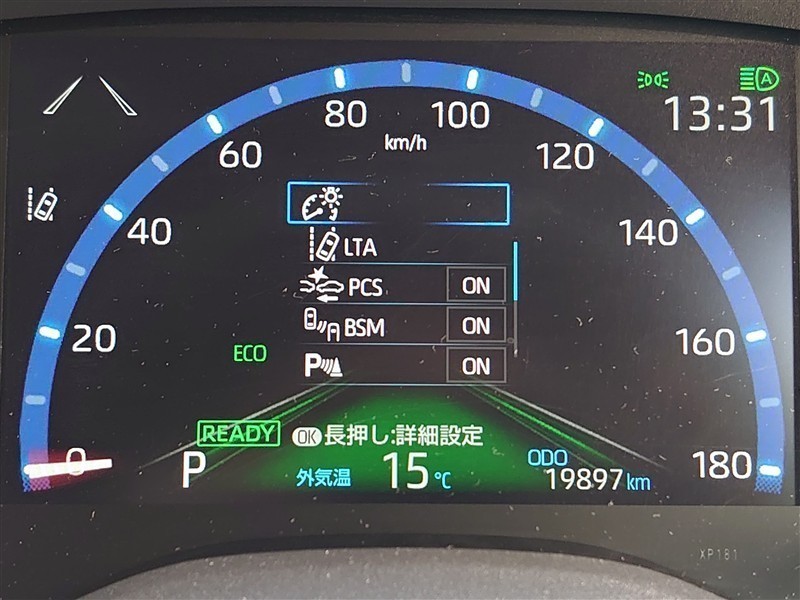 A
13:31
80
100
km/h
60
120
40
140
LTA
PCS ON
BSM ON
P ON
20
160
ECO
READY
OK 長押し:詳細設定
0
180
P
外気温 15℃
ODO
19897 km
XP181